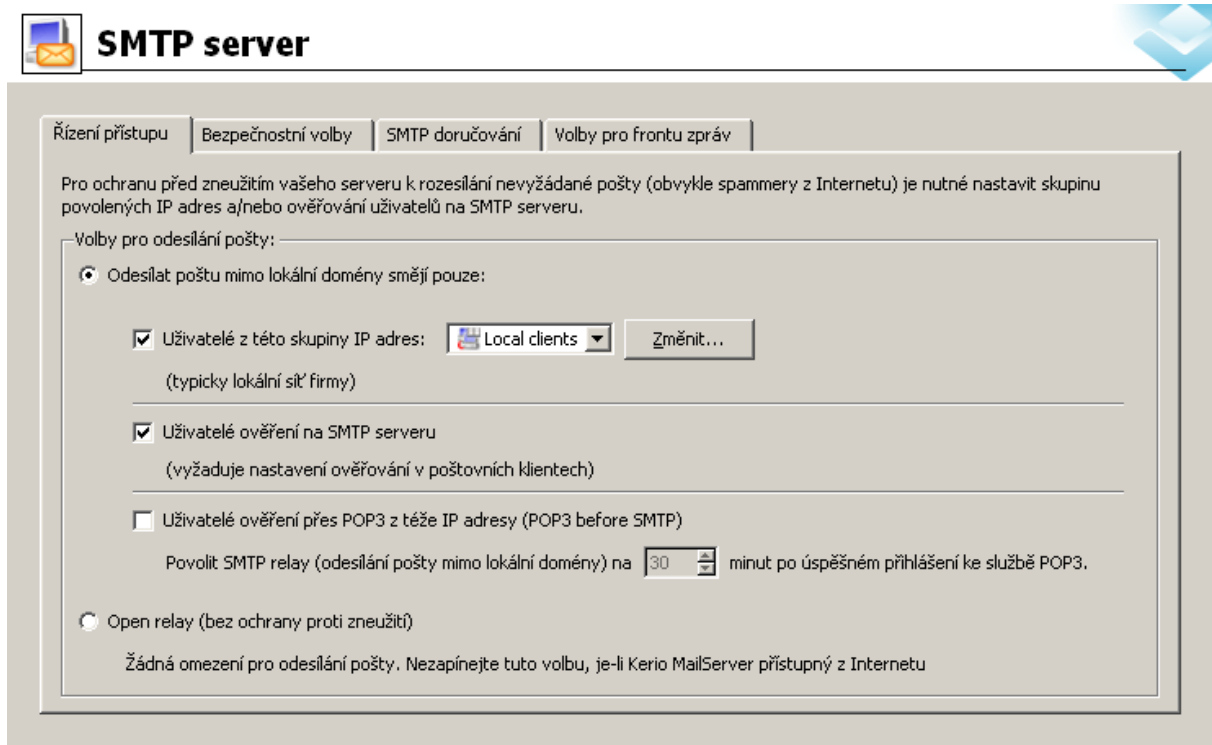 SMTP server
Řízení přístupu
Bezpečnostní volby
SMTP doručování
Volby pro frontu zpráv
Pro ochranu před zneužitím vašeho serveru k rozesílání nevyžádané pošty (obvykle spammery z Internetu) je nutné nastavit skupinu
povolených IP adres a/nebo ověřování uživatelů na SMTP serveru.
Volby pro odesílání pošty:
Odesílat poštu mimo lokální domény smějí pouze:
Uživatelé z této skupiny IP adres: Local clients Změnit...
(typicky lokální síť firmy)
Uživatelé ověření na SMTP serveru
(vyžaduje nastavení ověřování v poštovních klientech)
Uživatelé ověření přes POP3 z téže IP adresy (POP3 before SMTP)
Povolit SMTP relay (odesílání pošty mimo lokální domény) na 30 minut po úspěšném přihlášení ke službě POP3.
Open relay (bez ochrany proti zneužití)
Žádná omezení pro odesílání pošty. Nezapínejte tuto volbu, je-li Kerio MailServer přístupný z Internetu